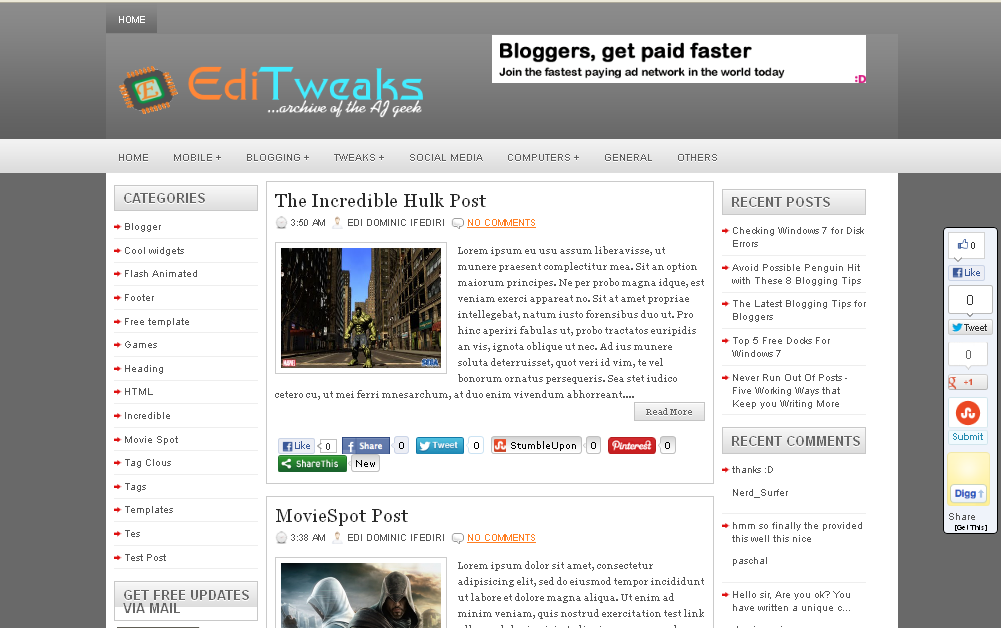 HOME
EdiTweaks
...archive of the AJ geek
Bloggers, get paid faster
Join the fastest paying ad network in the world today
:D
HOME MOBILE + BLOGGING + TWEAKS + SOCIAL MEDIA COMPUTERS + GENERAL OTHERS
CATEGORIES
Blogger
Cool widgets
Flash Animated
Footer
Free template
Games
Heading
HTML
Incredible
Movie Spot
Tag Clous
Tags
Templates
Tes
Test Post
GET FREE UPDATES
VIA MAIL
The Incredible Hulk Post
3:50 AM EDI DOMINIC IFEDIRI NO COMMENTS
MARVEL
SEGA
Lorem ipsum eu usu assum liberavisse, ut
munere praesent complectitur mea. Sit an option
maiorum principes. Ne per probo magna idque, est
veniam exerci appareat no. Sit at amet propriae
intellegebat, natum iusto forensibus duo ut. Pro
hinc aperiri fabulas ut, probo tractatos euripidis
an vis, ignota oblique ut nec. Ad ius munere
soluta deterruisset, quot veri id vim, te vel
bonorum ornatus persequeris. Sea stet iudico
cetero cu, ut mei ferri mnesarchum, at duo enim vivendum abhorreant....
Read More
Like 0 Share 0 Tweet 0 StumbleUpon 0 Pinterest 0
ShareThis New
MovieSpot Post
3:38 AM EDI DOMINIC IFEDIRI NO COMMENTS
Lorem ipsum dolor sit amet, consectetur
adipisicing elit, sed do eiusmod tempor incididunt
ut labore et dolore magna aliqua. Ut enim ad
minim veniam, quis nostrud exercitation test link
RECENT POSTS
Checking Windows 7 for Disk
Errors
Avoid Possible Penguin Hit
with These 8 Blogging Tips
The Latest Blogging Tips for
Bloggers
Top 5 Free Docks For
Windows 7
Never Run Out Of Posts -
Five Working Ways that
Keep you Writing More
RECENT COMMENTS
thanks :D
Nerd_Surfer
hmm so finally the provided
this well this nice
paschal
Hello sir, Are you ok? You
have written a unique c...
0
Like
0
Tweet
0
+1
Submit
Digg
Share
[Get This]